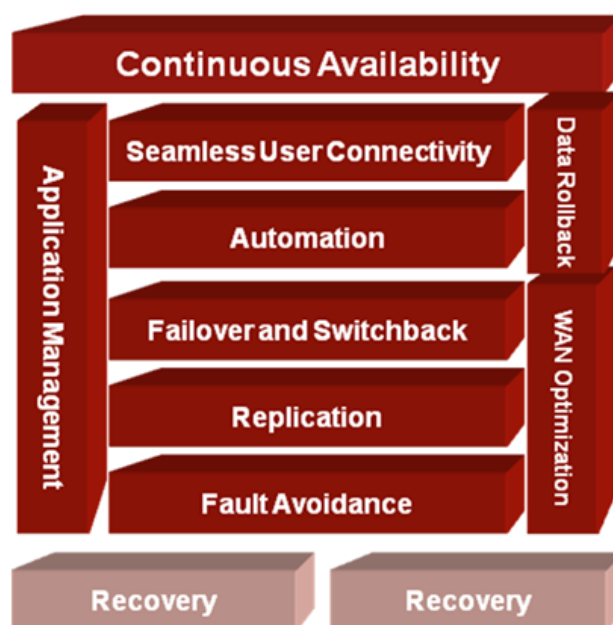 Continuous Availability
Application Management
Seamless User Connectivity
Automation
Failover and Switchback
Replication
Fault Avoidance
Data Rollback
WAN Optimization
Recovery
Recovery